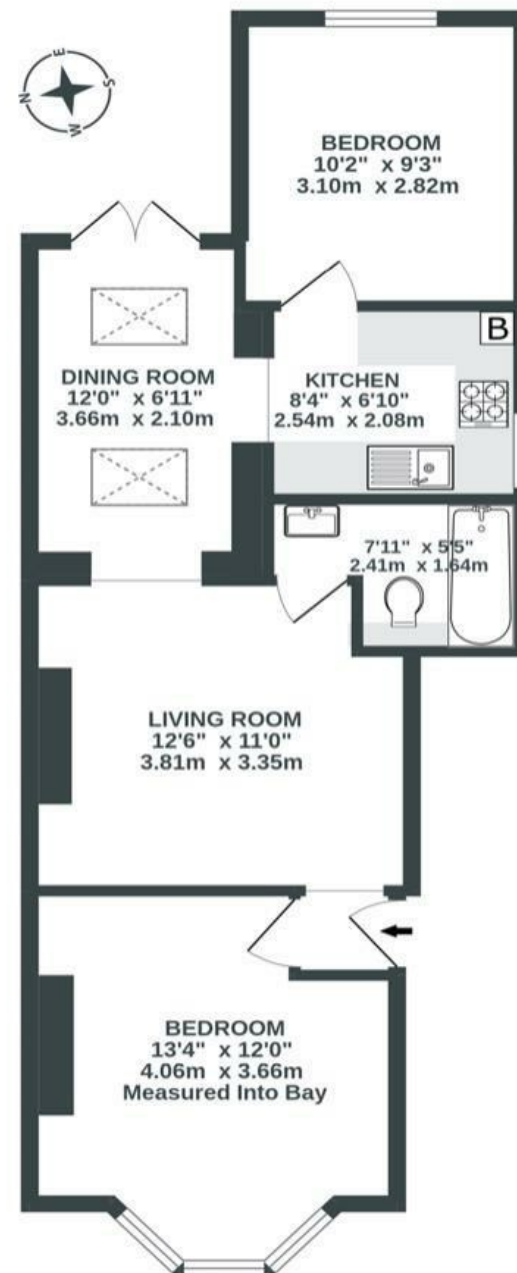 E
N
S
W
BEDROOM
10'2" x 9'3"
3.10m x 2.82m
B
DINING ROOM
12'0" x 6'11"
3.66m x 2.10m
KITCHEN
8'4" x 6'10"
2.54m x 2.08m
7'11" x 5'5"
2.41m x 1.64m
LIVING ROOM
12'6" x 11'0"
3.81m x 3.35m
BEDROOM
13'4" x 12'0"
4.06m x 3.66m
Measured Into Bay